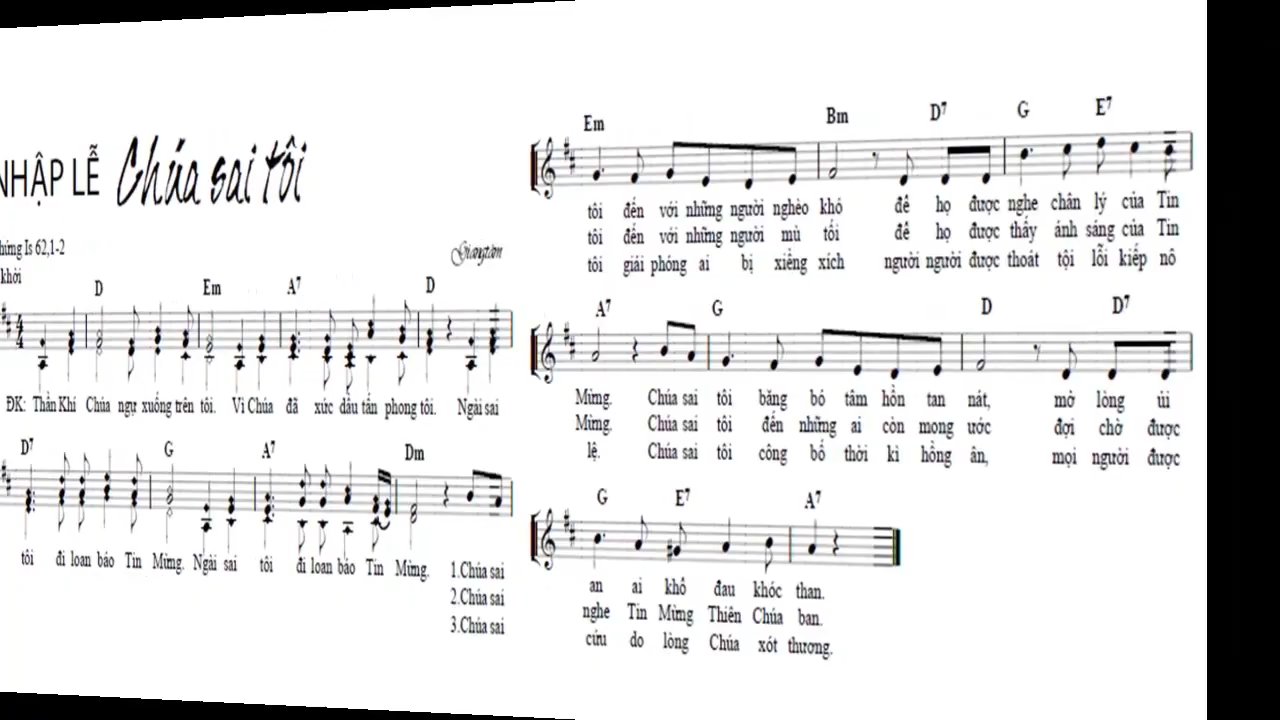 NHẬP LỄ Chúa sai tôi
hứng Is 62,1-2
Giangtâm
khởi
D Em A7 D
ĐK: Thần Khí Chúa ngự xuống trên tôi. Vì Chúa đã xức dầu tấn phong tôi. Ngài sai
D7 G A7 Dm
tôi đi loan báo Tin Mừng. Ngài sai tôi đi loan báo Tin Mừng. 1.Chúa sai
2.Chúa sai
3.Chúa sai
Em Bm D7 G E7
tôi đến với những người nghèo khó để họ được nghe chân lý của Tin
tôi đến với những người mù tối để họ được thấy ánh sáng của Tin
tôi giải phóng ai bị xiềng xích người người được thoát tội lỗi kiếp nô
A7 G D D7
Mừng. Chúa sai tôi băng bó tâm hồn tan nát, mở lòng ủi
Mừng. Chúa sai tôi đến những ai còn mong ước đợi chờ được
lệ. Chúa sai tôi công bố thời kì hồng ân, mọi người được
G E7 A7
an ai khổ đau khóc than.
nghe Tin Mừng Thiên Chúa ban.
cứu do lòng Chúa xót thương.